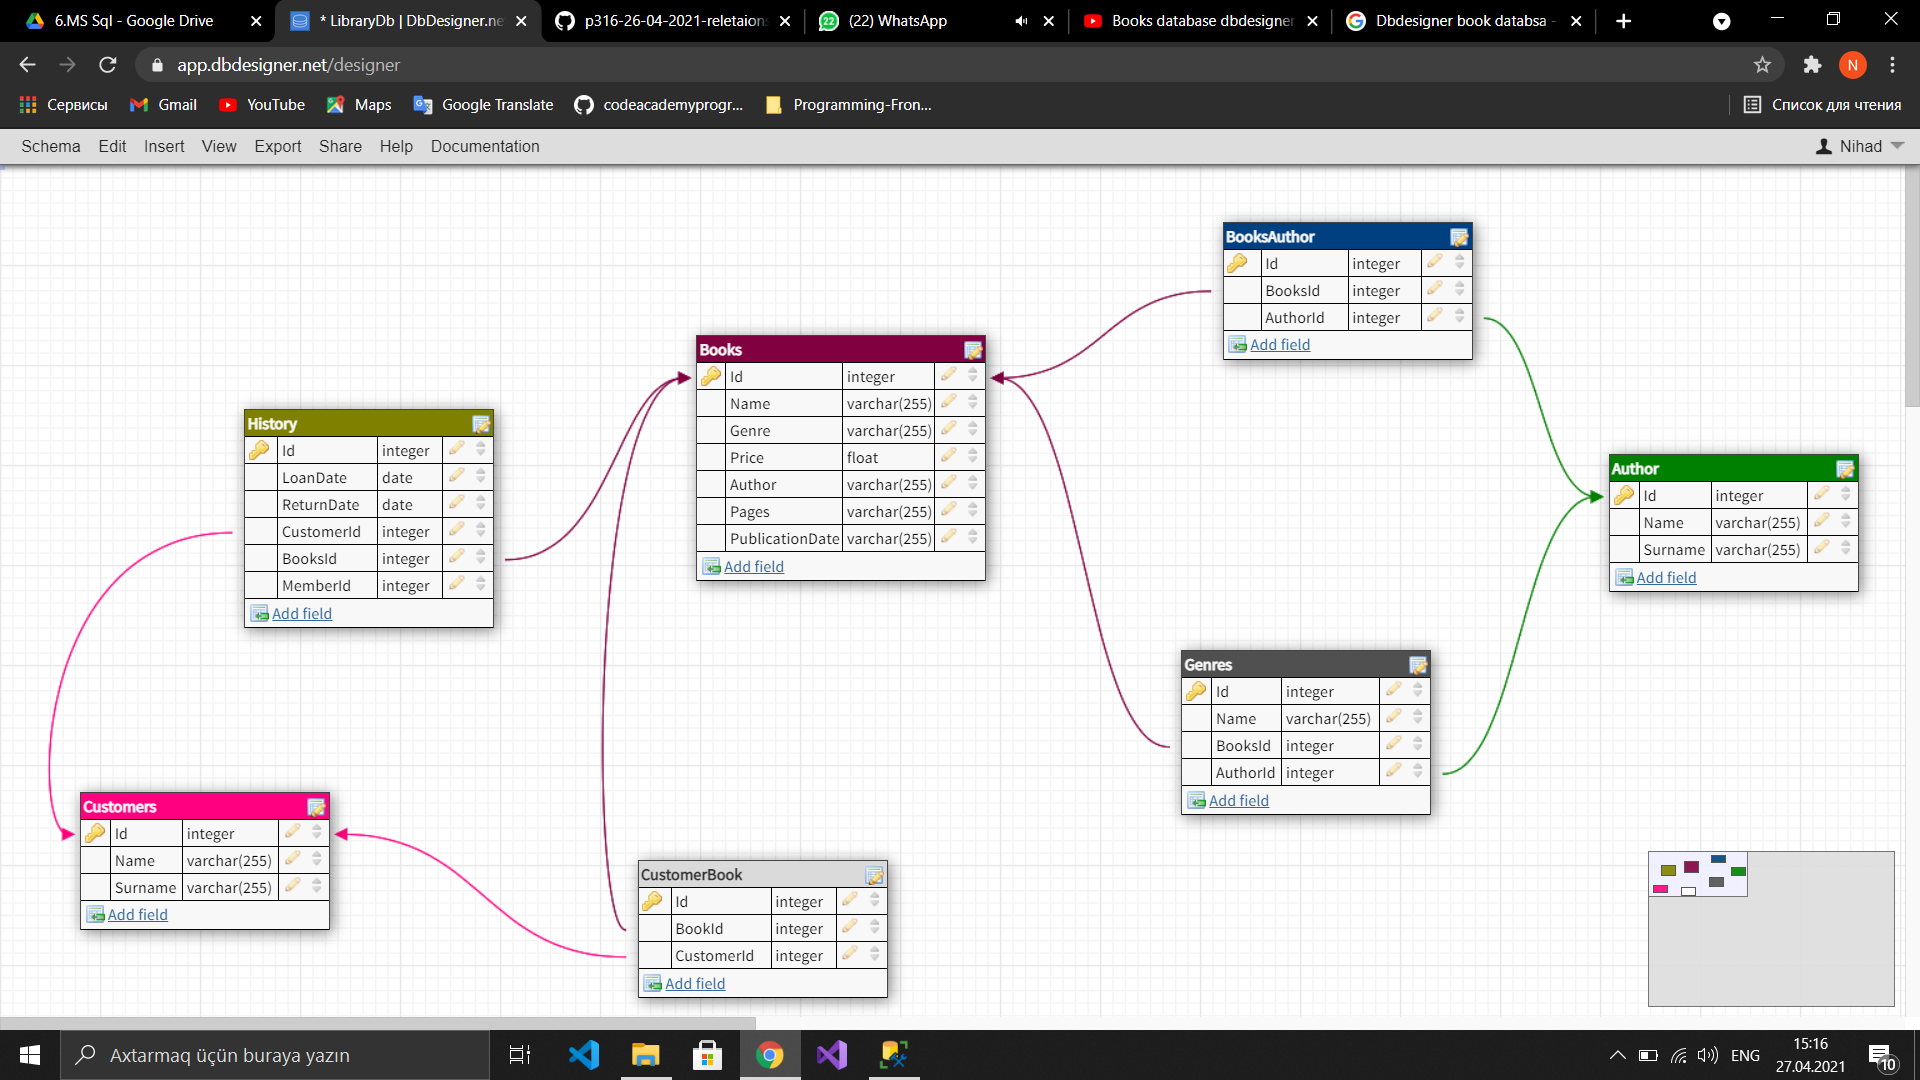 6.MS Sql - Google Drive
* LibraryDb | DbDesigner.ne
p316-26-04-2021-reletaions
22
(22) WhatsApp
Books database dbdesigner
Dbdesigner book databsa -
app.dbdesigner.net/designer
N
Сервисы
Gmail
YouTube
Maps
Google Translate
codeacademyprogr...
Programming-Fron...
Список для чтения
Schema Edit Insert View Export Share Help Documentation
Nihad
BooksAuthor
Id integer
BooksId integer
AuthorId integer
Add field
Books
Id integer
Name varchar(255)
Genre varchar(255)
Price float
Author varchar(255)
Pages varchar(255)
PublicationDate varchar(255)
Add field
History
Id integer
LoanDate date
ReturnDate date
CustomerId integer
BooksId integer
MemberId integer
Add field
Author
Id integer
Name varchar(255)
Surname varchar(255)
Add field
Genres
Id integer
Name varchar(255)
BooksId integer
AuthorId integer
Add field
Customers
Id integer
Name varchar(255)
Surname varchar(255)
Add field
CustomerBook
Id integer
BookId integer
CustomerId integer
Add field
Axtarmaq üçün buraya yazın
ENG
15:16
27.04.2021
10